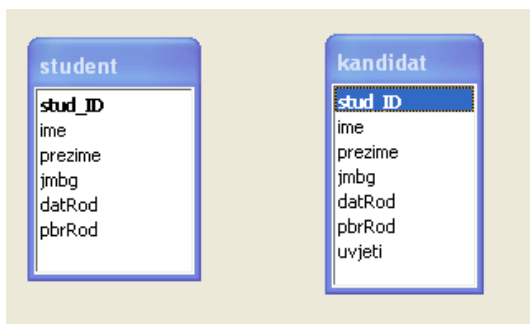 student
stud_ID
ime
prezime
jmbg
datRod
pbrRod
kandidat
stud_ID
ime
prezime
jmbg
datRod
pbrRod
uvjeti